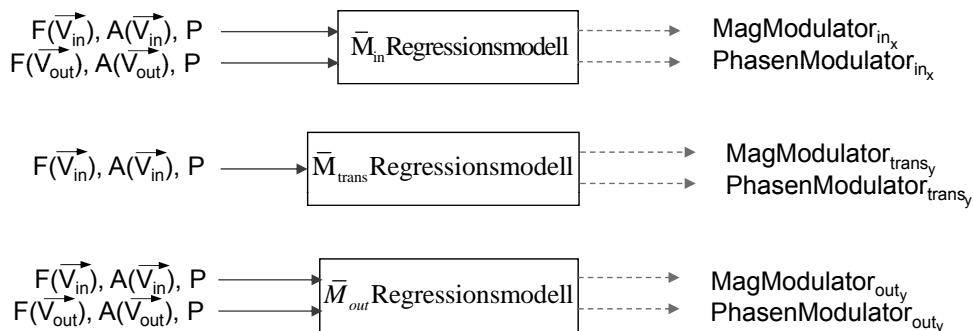 F(V_in), A(V_in), P
F(V_out), A(V_out), P
M̄_in Regressionsmodell
MagModulator_in_x
PhasenModulator_in_x
F(V_in), A(V_in), P
M̄_trans Regressionsmodell
MagModulator_trans_y
PhasenModulator_trans_y
F(V_in), A(V_in), P
F(V_out), A(V_out), P
M̄_out Regressionsmodell
MagModulator_out_y
PhasenModulator_out_y